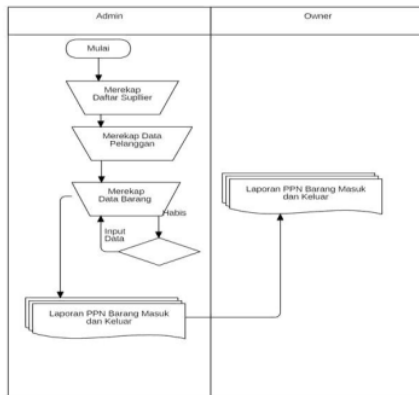 Admin
Owner
Mulai
Merekap
Daftar Supllier
Merekap Data
Pelanggan
Merekap
Data Barang
Habis
Input
Data
Laporan PPN Barang Masuk
dan Keluar
Laporan PPN Barang Masuk
dan Keluar